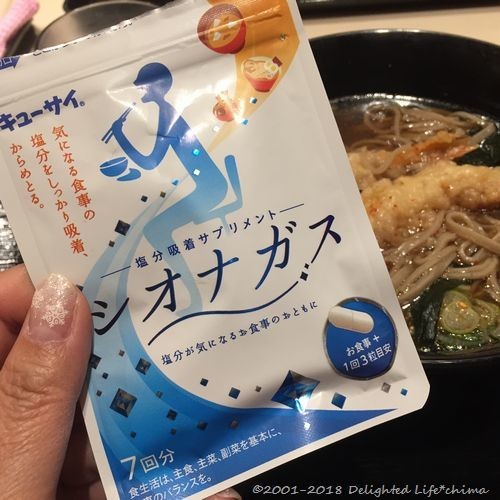 キューサイ®
気になる食事の
塩分をしっかり吸着、
からめとる。
塩分吸着サプリメント
シオナガス
塩分が気になるお食事のおともに
お食事+
1回3粒目安
7回分
食生活は、主食、主菜、副菜を基本に、
事のバランスを。
©2001-2018 Delighted Life*chima